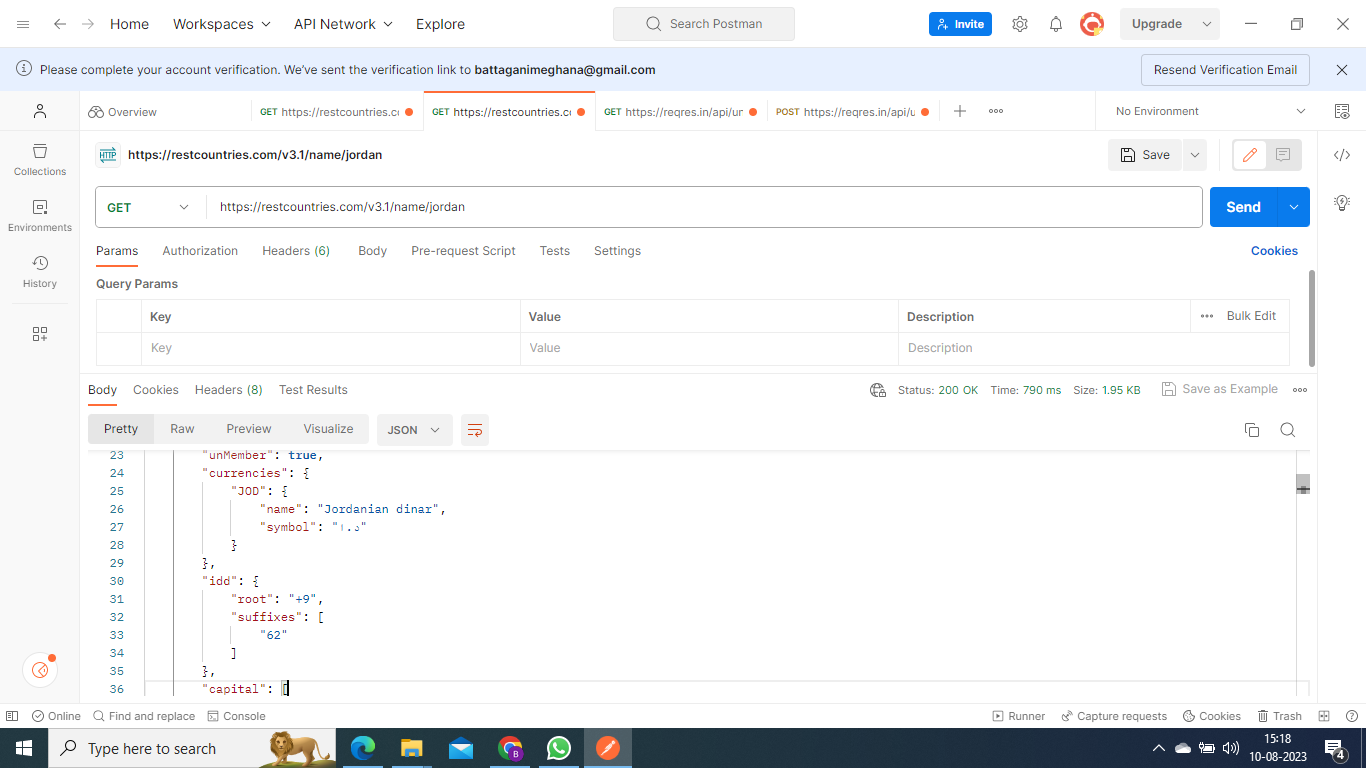 Home Workspaces API Network Explore Search Postman Invite Upgrade
Please complete your account verification. We've sent the verification link to battaganimeghana@gmail.com Resend Verification Email
Overview GET https://restcountries.cc GET https://restcountries.cc GET https://reqres.in/api/ur POST https://reqres.in/api/u No Environment
HTTP https://restcountries.com/v3.1/name/jordan Save
Collections
Environments
History
GET https://restcountries.com/v3.1/name/jordan Send
Params Authorization Headers (6) Body Pre-request Script Tests Settings Cookies
Query Params
Key Value Description Bulk Edit
Key Value Description
Body Cookies Headers (8) Test Results Status: 200 OK Time: 790 ms Size: 1.95 KB Save as Example
Pretty Raw Preview Visualize JSON
23 "unMember": true,
24 "currencies": {
25 "JOD": {
26 "name": "Jordanian dinar",
27 "symbol":
28 }
29 },
30 "idd": {
31 "root": "+9",
32 "suffixes": [
33 "62"
34 ]
35 },
36 "capital": [
Online Find and replace Console Runner Capture requests Cookies Trash
Type here to search B 15:18
10-08-2023 4